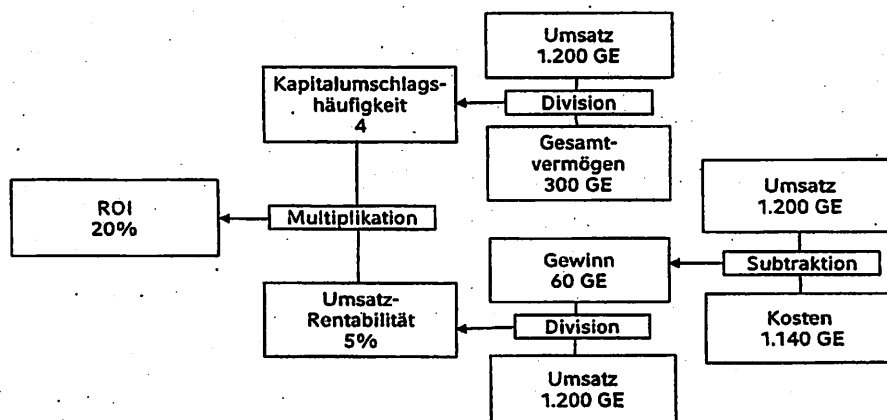 Umsatz
1.200 GE
Kapitalumschlags-
häufigkeit
4
Division
Gesamt-
vermögen
300 GE
Umsatz
1.200 GE
ROI
20%
Multiplikation
Gewinn
60 GE
Subtraktion
Umsatz-
Rentabilität
5%
Division
Kosten
1.140 GE
Umsatz
1.200 GE